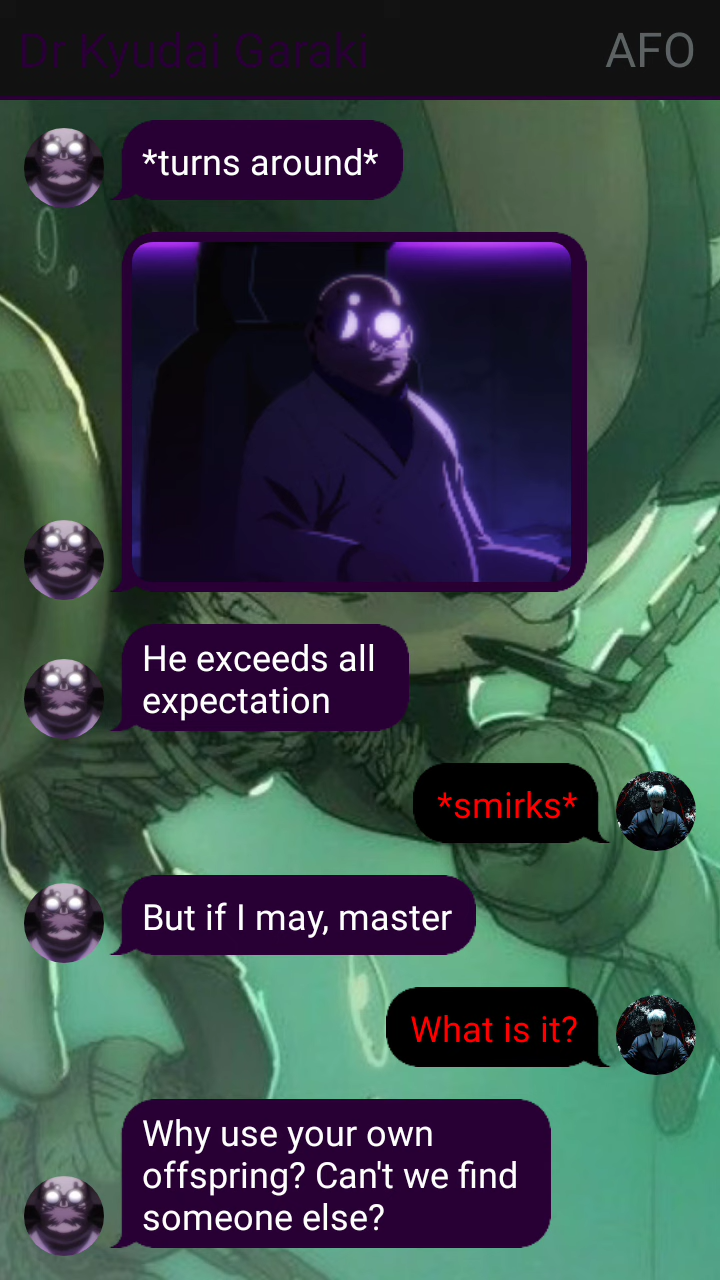 Dr Kyudai Garaki
AFO
*turns around*
He exceeds all
expectation
*smirks*
But if I may, master
What is it?
Why use your own
offspring? Can't we find
someone else?